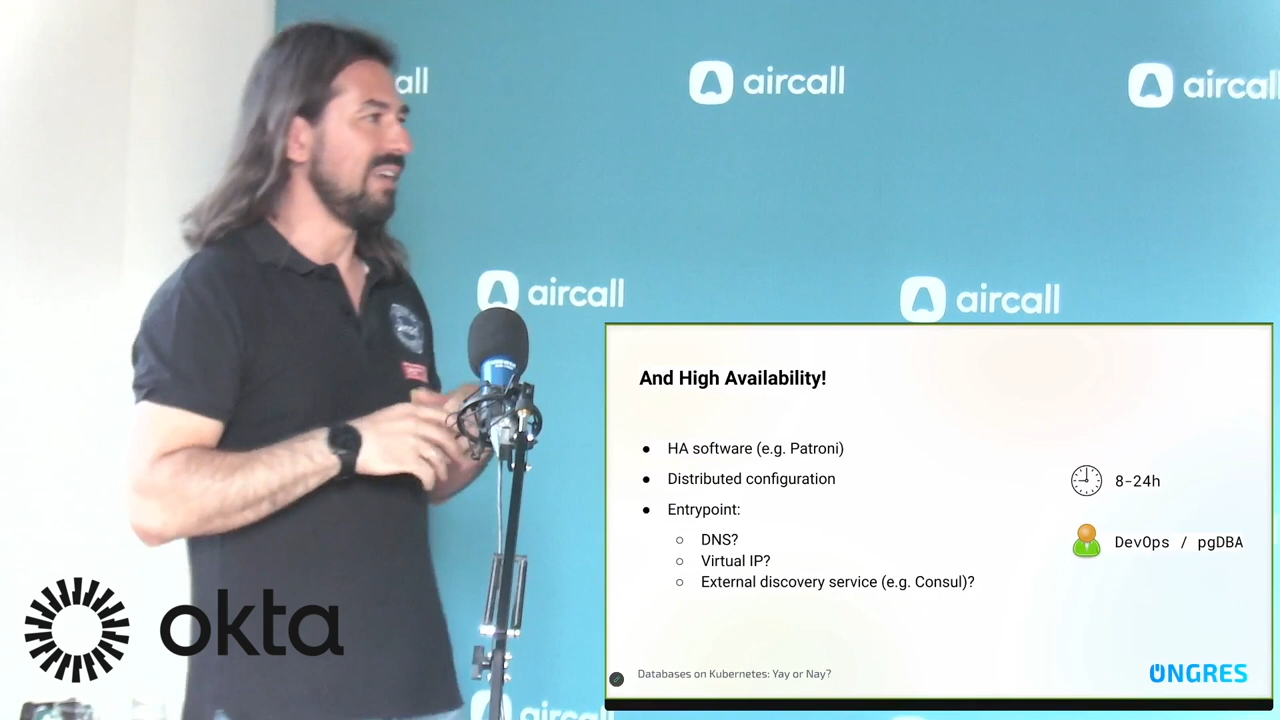 all
aircall
aircall
aircall
aircall
And High Availability!
● HA software (e.g. Patroni)
● Distributed configuration
● Entrypoint:
○ DNS?
○ Virtual IP?
○ External discovery service (e.g. Consul)?
8-24h
DevOps / pgDBA
Databases on Kubernetes: Yay or Nay?
ONGRES
okta
aircall